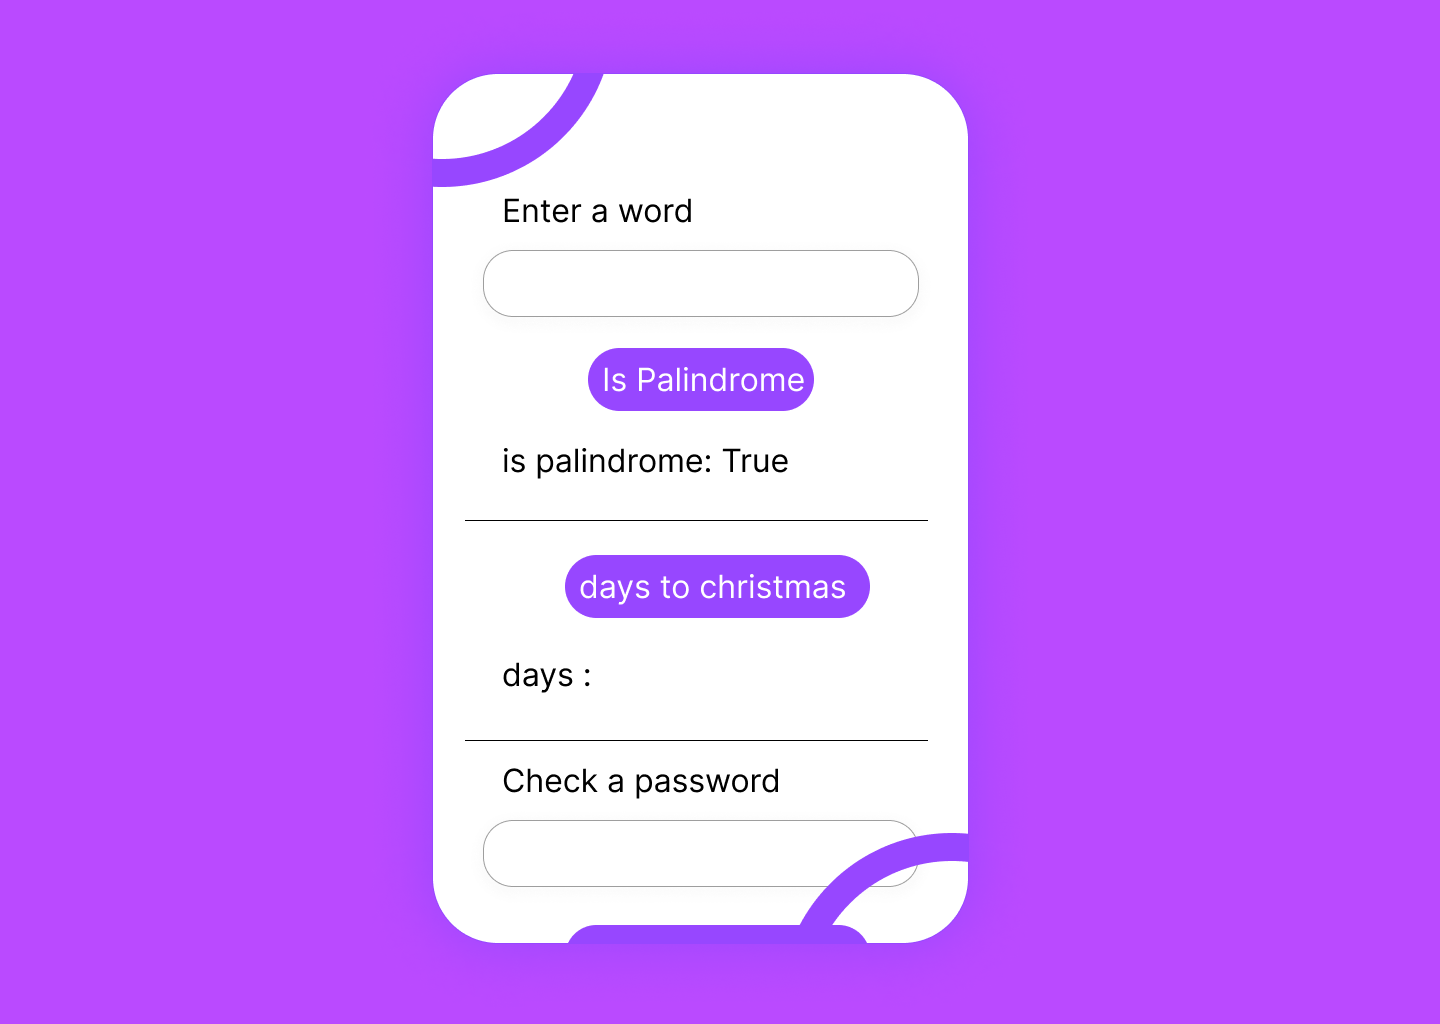 Enter a word
Is Palindrome
is palindrome: True
days to christmas
days :
Check a password